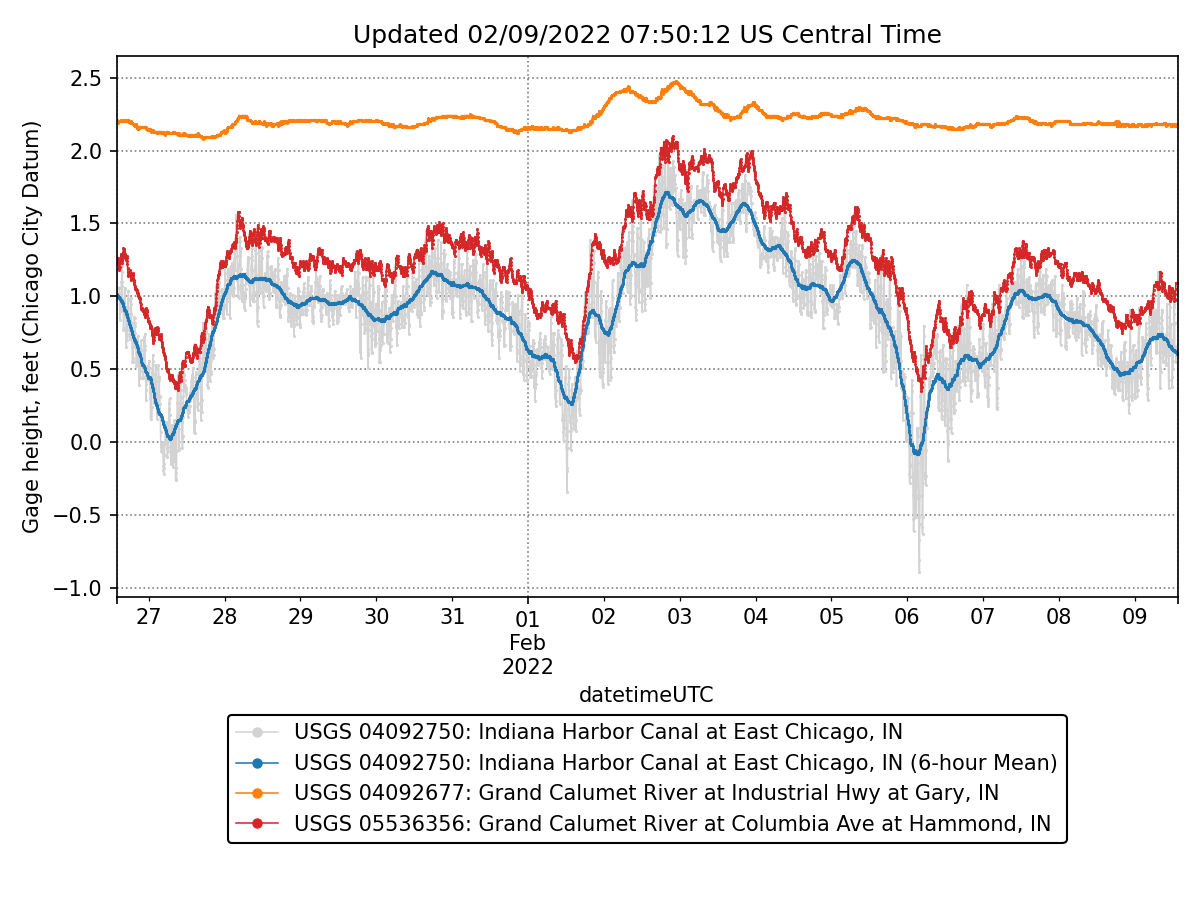 Updated 02/09/2022 07:50:12 US Central Time
Gage height, feet (Chicago City Datum)
2.5
2.0
1.5
1.0
0.5
0.0
−0.5
−1.0
27 28 29 30 31 01 02 03 04 05 06 07 08 09
Feb
2022
datetimeUTC
USGS 04092750: Indiana Harbor Canal at East Chicago, IN
USGS 04092750: Indiana Harbor Canal at East Chicago, IN (6-hour Mean)
USGS 04092677: Grand Calumet River at Industrial Hwy at Gary, IN
USGS 05536356: Grand Calumet River at Columbia Ave at Hammond, IN